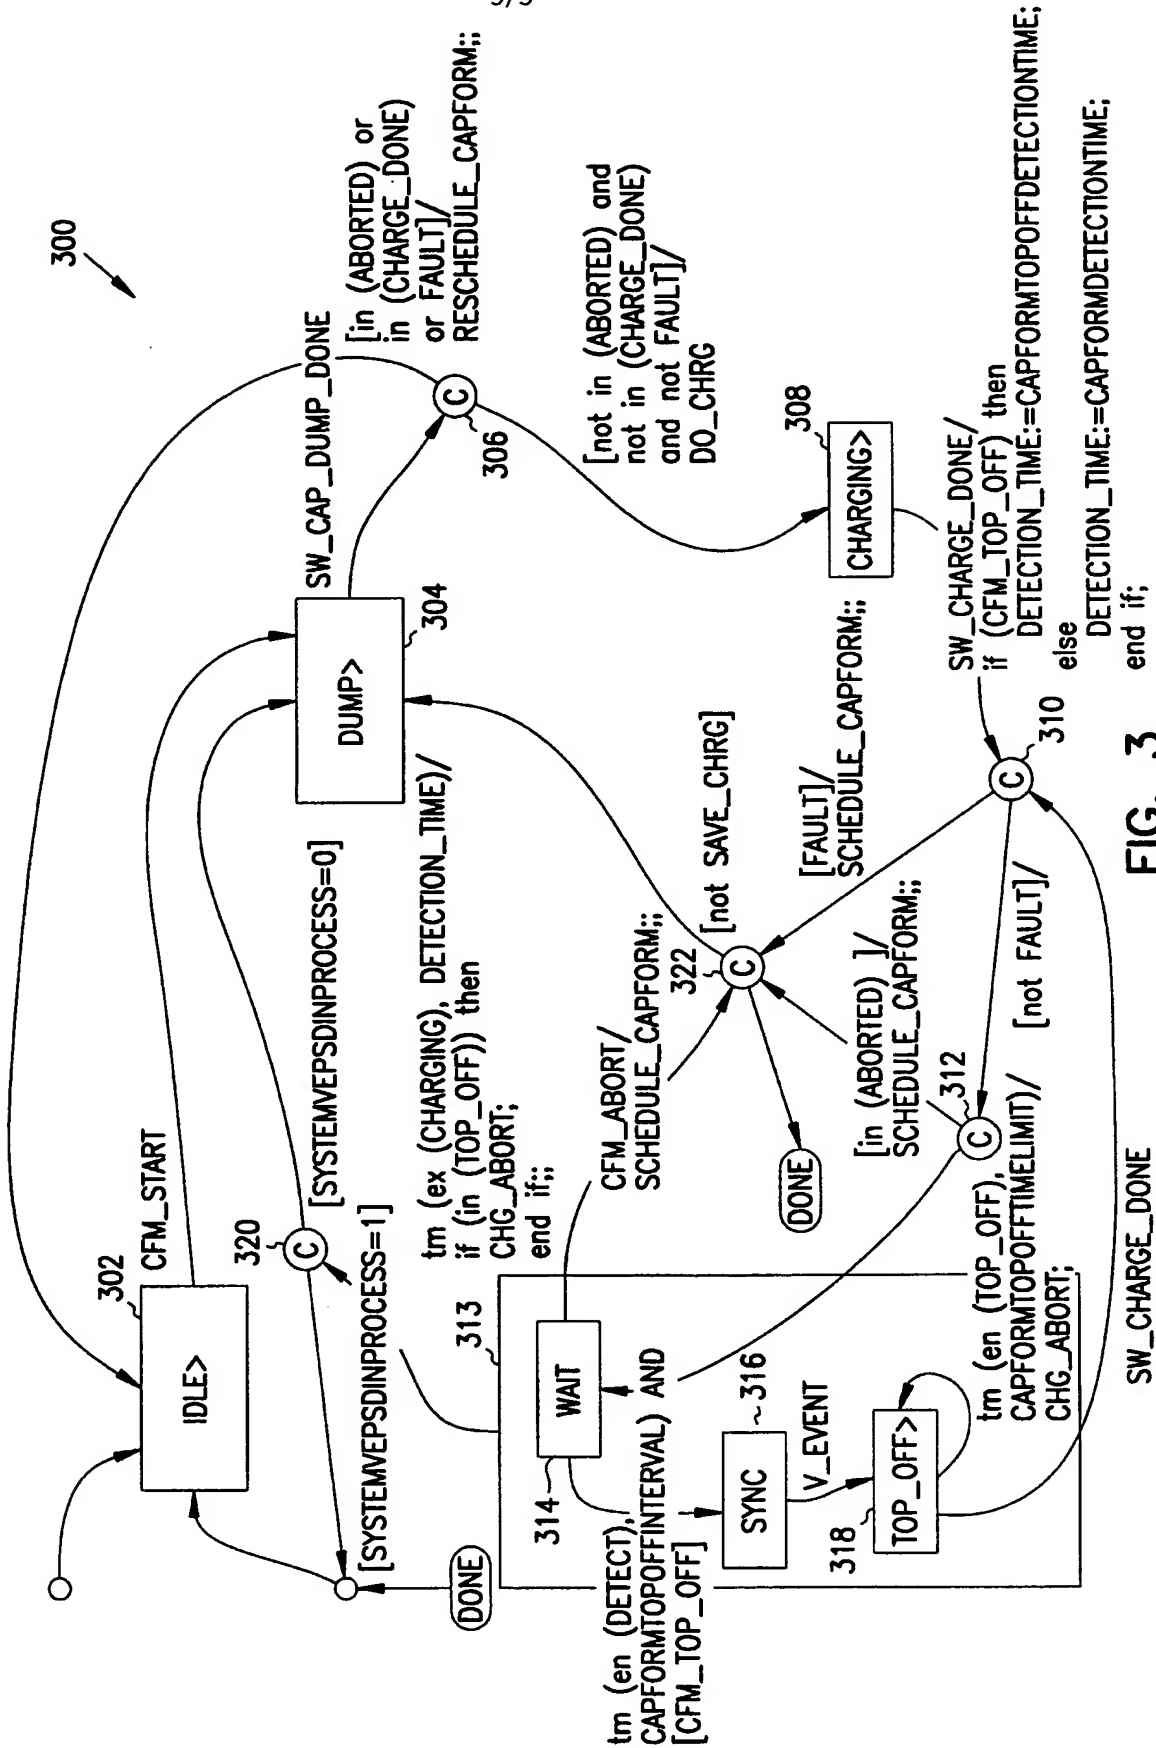 3/3
300
302
IDLE>
CFM_START
320
C
[SYSTEMVEPSDINPROCESS=0]
[SYSTEMVEPSDINPROCESS=1]
DONE
DUMP>
304
SW_CAP_DUMP_DONE
C
306
[in (ABORTED) or
in (CHARGE_DONE)
or FAULT]/
RESCHEDULE_CAPFORM;;
[not in (ABORTED) and
not in (CHARGE_DONE)
and not FAULT]/
DO_CHRG
308
CHARGING>
SW_CHARGE_DONE/
if (CFM_TOP_OFF) then
DETECTION_TIME:=CAPFORMTOPOFFDETECTIONTIME;
else
DETECTION_TIME:=CAPFORMDETECTIONTIME;
end if;
C
310
[FAULT]/
SCHEDULE_CAPFORM;;
[not FAULT]/
312
C
[in (ABORTED) ]/
SCHEDULE_CAPFORM;;
322
C
[not SAVE_CHRG]
DONE
CFM_ABORT/
SCHEDULE_CAPFORM;;
tm (ex (CHARGING), DETECTION_TIME)/
if (in (TOP_OFF)) then
CHG_ABORT;
end if;;
313
WAIT
314
tm (en (DETECT),
CAPFORMTOPOFFINTERVAL) AND
[CFM_TOP_OFF]
SYNC
316
V_EVENT
318
TOP_OFF>
tm (en (TOP_OFF),
CAPFORMTOPOFFTIMELIMIT)/
CHG_ABORT;
SW_CHARGE_DONE
FIG. 3